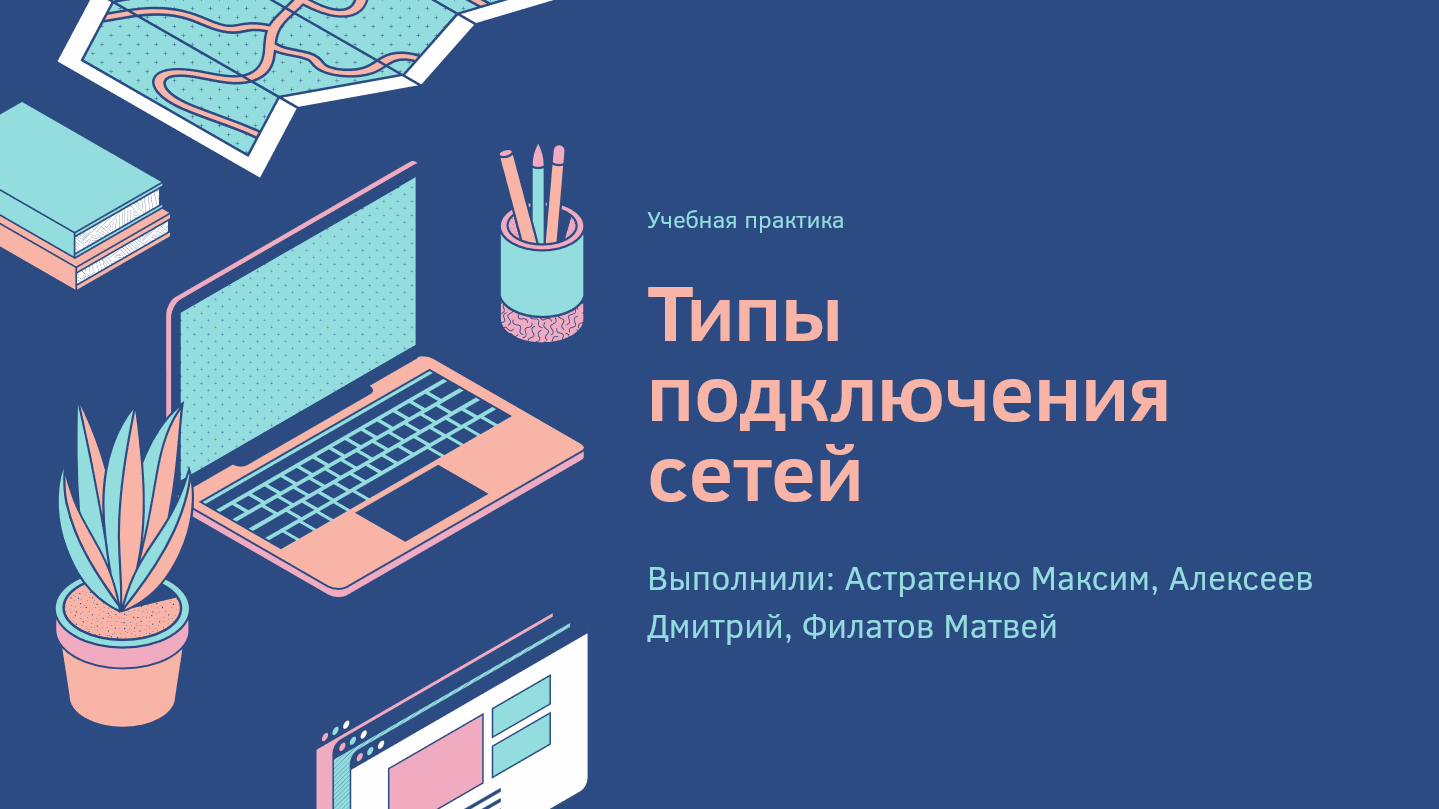 Учебная практика
Типы
подключения
сетей
Выполнили: Астратенко Максим, Алексеев
Дмитрий, Филатов Матвей